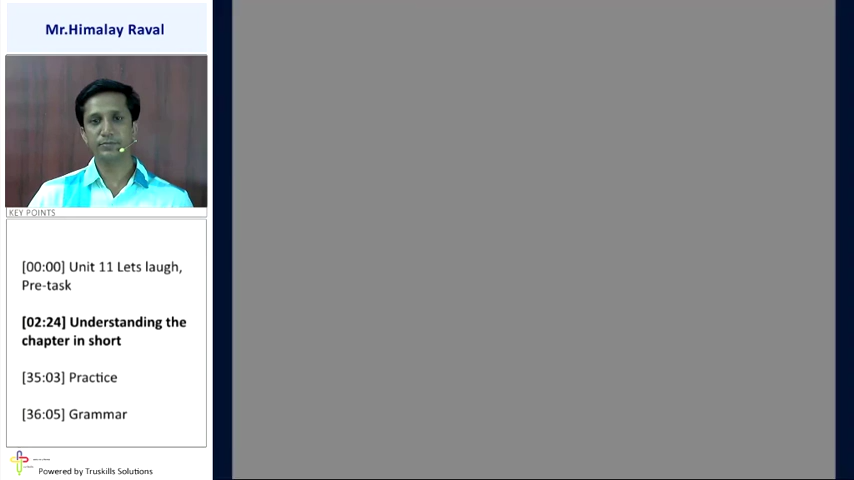 Mr.Himalay Raval
KEY POINTS
[00:00] Unit 11 Lets laugh,
Pre-task
[02:24] Understanding the
chapter in short
[35:03] Practice
[36:05] Grammar
Powered by Truskills Solutions